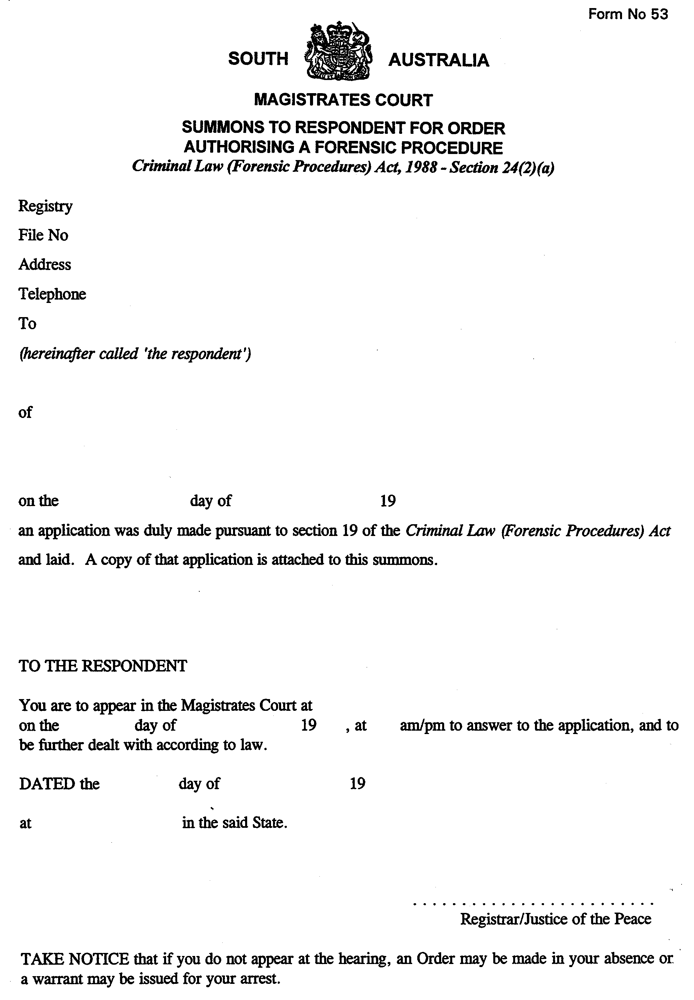 Form No 53
SOUTH AUSTRALIA
MAGISTRATES COURT
SUMMONS TO RESPONDENT FOR ORDER
AUTHORISING A FORENSIC PROCEDURE
Criminal Law (Forensic Procedures) Act, 1988 - Section 24(2)(a)
Registry
File No
Address
Telephone
To
(hereinafter called 'the respondent')
of
on the day of 19
an application was duly made pursuant to section 19 of the Criminal Law (Forensic Procedures) Act
and laid. A copy of that application is attached to this summons.
TO THE RESPONDENT
You are to appear in the Magistrates Court at
on the day of 19 , at am/pm to answer to the application, and to
be further dealt with according to law.
DATED the day of 19
at in the said State.
. . . . . . . . . . . . . . . . . . . . . . . . .
Registrar/Justice of the Peace
TAKE NOTICE that if you do not appear at the hearing, an Order may be made in your absence or
a warrant may be issued for your arrest.